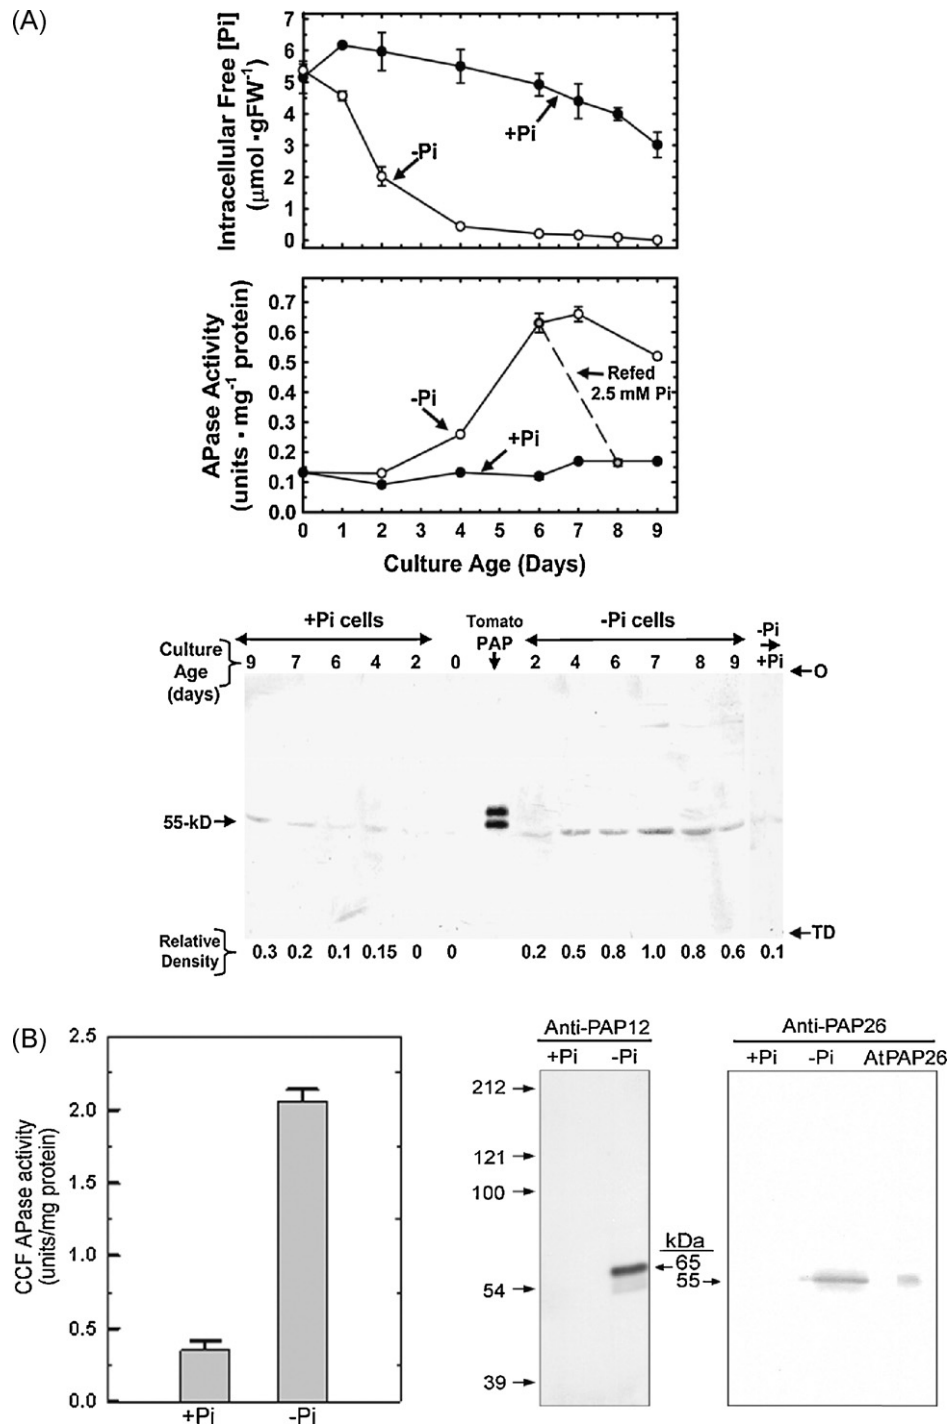 (A)
Intracellular Free [Pi]
(μmol ▪gFW⁻¹)
7
6
5
4
3
2
1
0
+Pi
-Pi
APase Activity
(units ▪ mg⁻¹ protein)
0.7
0.6
0.5
0.4
0.3
0.2
0.1
0.0
-Pi
+Pi
Refed
2.5 mM Pi
0 1 2 3 4 5 6 7 8 9
Culture Age (Days)
+Pi cells
Tomato
PAP
-Pi cells
-Pi
+Pi
Culture
Age
(days)
9 7 6 4 2 0 2 4 6 7 8 9
O
55-kD
TD
Relative
Density
0.3 0.2 0.1 0.15 0 0 0.2 0.5 0.8 1.0 0.8 0.6 0.1
(B)
CCF APase activity
(units/mg protein)
2.5
2.0
1.5
1.0
0.5
0.0
+Pi -Pi
Anti-PAP12
+Pi -Pi
212
121
100
54
39
kDa
65
55
Anti-PAP26
+Pi -Pi AtPAP26